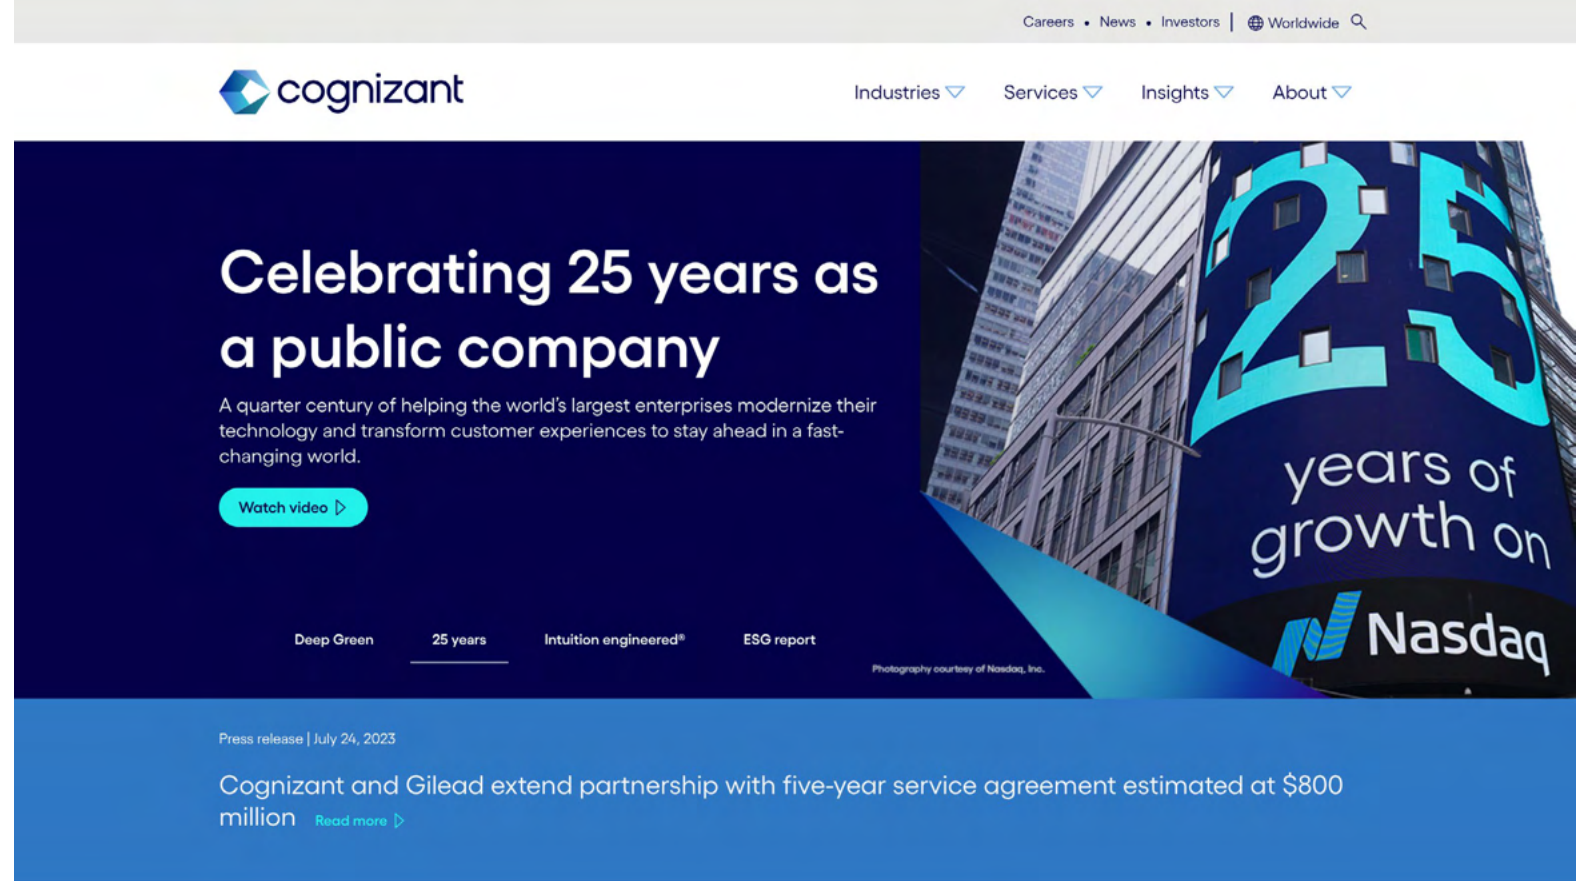 Careers • News • Investors | Worldwide
cognizant
Industries Services Insights About
Celebrating 25 years as
a public company
A quarter century of helping the world's largest enterprises modernize their
technology and transform customer experiences to stay ahead in a fast-
changing world.
Watch video
25
years of
growth on
Nasdaq
Deep Green 25 years Intuition engineered® ESG report
Photography courtesy of Nasdaq, Inc.
Press release | July 24, 2023
Cognizant and Gilead extend partnership with five-year service agreement estimated at $800
million Read more